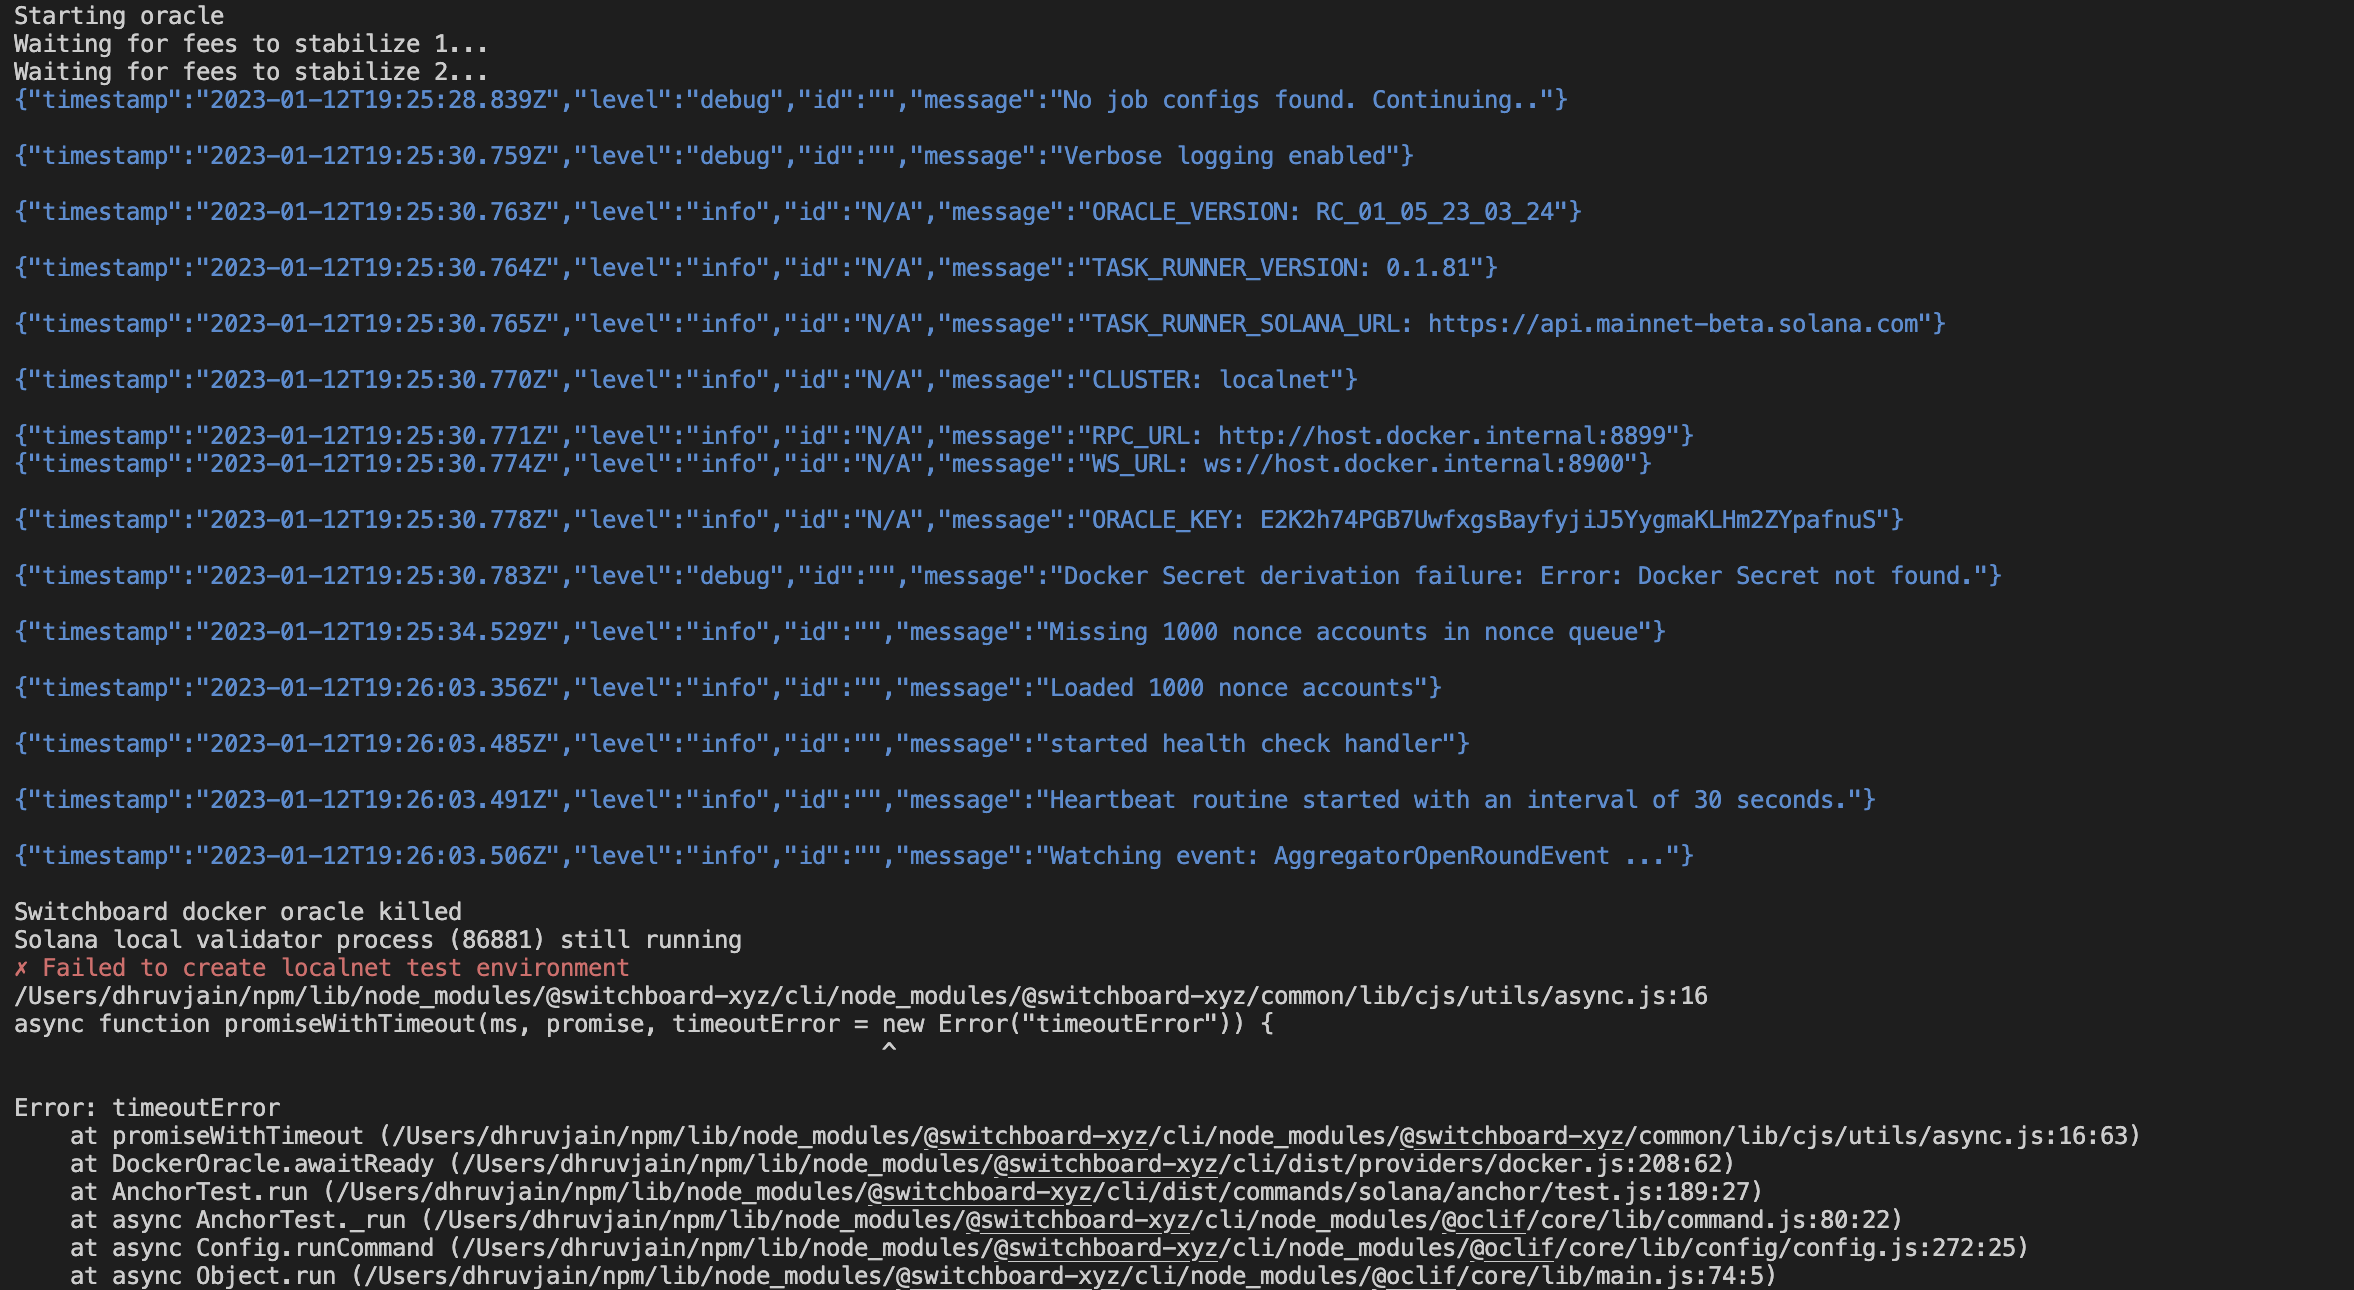 Starting oracle
Waiting for fees to stabilize 1...
Waiting for fees to stabilize 2...
{"timestamp":"2023-01-12T19:25:28.839Z","level":"debug","id":"","message":"No job configs found. Continuing.."}
{"timestamp":"2023-01-12T19:25:30.759Z","level":"debug","id":"","message":"Verbose logging enabled"}
{"timestamp":"2023-01-12T19:25:30.763Z","level":"info","id":"N/A","message":"ORACLE_VERSION: RC_01_05_23_03_24"}
{"timestamp":"2023-01-12T19:25:30.764Z","level":"info","id":"N/A","message":"TASK_RUNNER_VERSION: 0.1.81"}
{"timestamp":"2023-01-12T19:25:30.765Z","level":"info","id":"N/A","message":"TASK_RUNNER_SOLANA_URL: https://api.mainnet-beta.solana.com"}
{"timestamp":"2023-01-12T19:25:30.770Z","level":"info","id":"N/A","message":"CLUSTER: localnet"}
{"timestamp":"2023-01-12T19:25:30.771Z","level":"info","id":"N/A","message":"RPC_URL: http://host.docker.internal:8899"}
{"timestamp":"2023-01-12T19:25:30.774Z","level":"info","id":"N/A","message":"WS_URL: ws://host.docker.internal:8900"}
{"timestamp":"2023-01-12T19:25:30.778Z","level":"info","id":"N/A","message":"ORACLE_KEY: E2K2h74PGB7UwfxgsBayfyjiJ5YygmaKLHm2ZYpafnuS"}
{"timestamp":"2023-01-12T19:25:30.783Z","level":"debug","id":"","message":"Docker Secret derivation failure: Error: Docker Secret not found."}
{"timestamp":"2023-01-12T19:25:34.529Z","level":"info","id":"","message":"Missing 1000 nonce accounts in nonce queue"}
{"timestamp":"2023-01-12T19:26:03.356Z","level":"info","id":"","message":"Loaded 1000 nonce accounts"}
{"timestamp":"2023-01-12T19:26:03.485Z","level":"info","id":"","message":"started health check handler"}
{"timestamp":"2023-01-12T19:26:03.491Z","level":"info","id":"","message":"Heartbeat routine started with an interval of 30 seconds."}
{"timestamp":"2023-01-12T19:26:03.506Z","level":"info","id":"","message":"Watching event: AggregatorOpenRoundEvent ..."}
Switchboard docker oracle killed
Solana local validator process (86881) still running
✗ Failed to create localnet test environment
/Users/dhruvjain/npm/lib/node_modules/@switchboard-xyz/cli/node_modules/@switchboard-xyz/common/lib/cjs/utils/async.js:16
async function promiseWithTimeout(ms, promise, timeoutError = new Error("timeoutError")) {
^
Error: timeoutError
at promiseWithTimeout (/Users/dhruvjain/npm/lib/node_modules/@switchboard-xyz/cli/node_modules/@switchboard-xyz/common/lib/cjs/utils/async.js:16:63)
at DockerOracle.awaitReady (/Users/dhruvjain/npm/lib/node_modules/@switchboard-xyz/cli/dist/providers/docker.js:208:62)
at AnchorTest.run (/Users/dhruvjain/npm/lib/node_modules/@switchboard-xyz/cli/dist/commands/solana/anchor/test.js:189:27)
at async AnchorTest._run (/Users/dhruvjain/npm/lib/node_modules/@switchboard-xyz/cli/node_modules/@oclif/core/lib/command.js:80:22)
at async Config.runCommand (/Users/dhruvjain/npm/lib/node_modules/@switchboard-xyz/cli/node_modules/@oclif/core/lib/config/config.js:272:25)
at async Object.run (/Users/dhruvjain/npm/lib/node_modules/@switchboard-xyz/cli/node_modules/@oclif/core/lib/main.js:74:5)